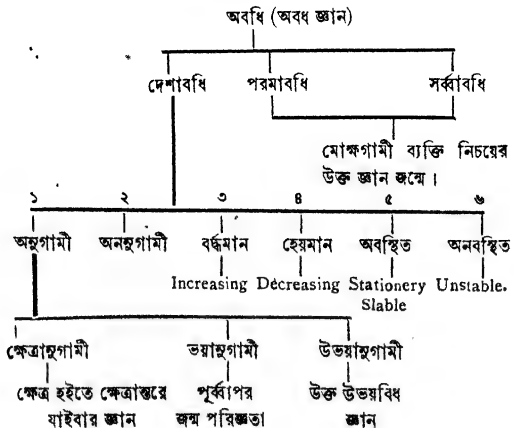 অবধি (অবধ জ্ঞান)
দেশাবধি পরমাবধি সর্ব্বাবধি
মোক্ষগামী ব্যক্তি নিচয়ের
উক্ত জ্ঞান জন্মে।
১ ২ ৩ ৪ ৫ ৬
অনুগামী অননুগামী বর্দ্ধমান হেয়মান অবস্থিত অনবস্থিত
Increasing Decreasing Stationery Unstable.
Slable
ক্ষেত্রানুগামী ভয়ানুগামী উভয়ানুগামী
ক্ষেত্র হইতে ক্ষেত্রান্তরে পূর্ব্বাপর উক্ত উভয়বিধ
যাইবার জ্ঞান জন্ম পরিজ্ঞতা জ্ঞান